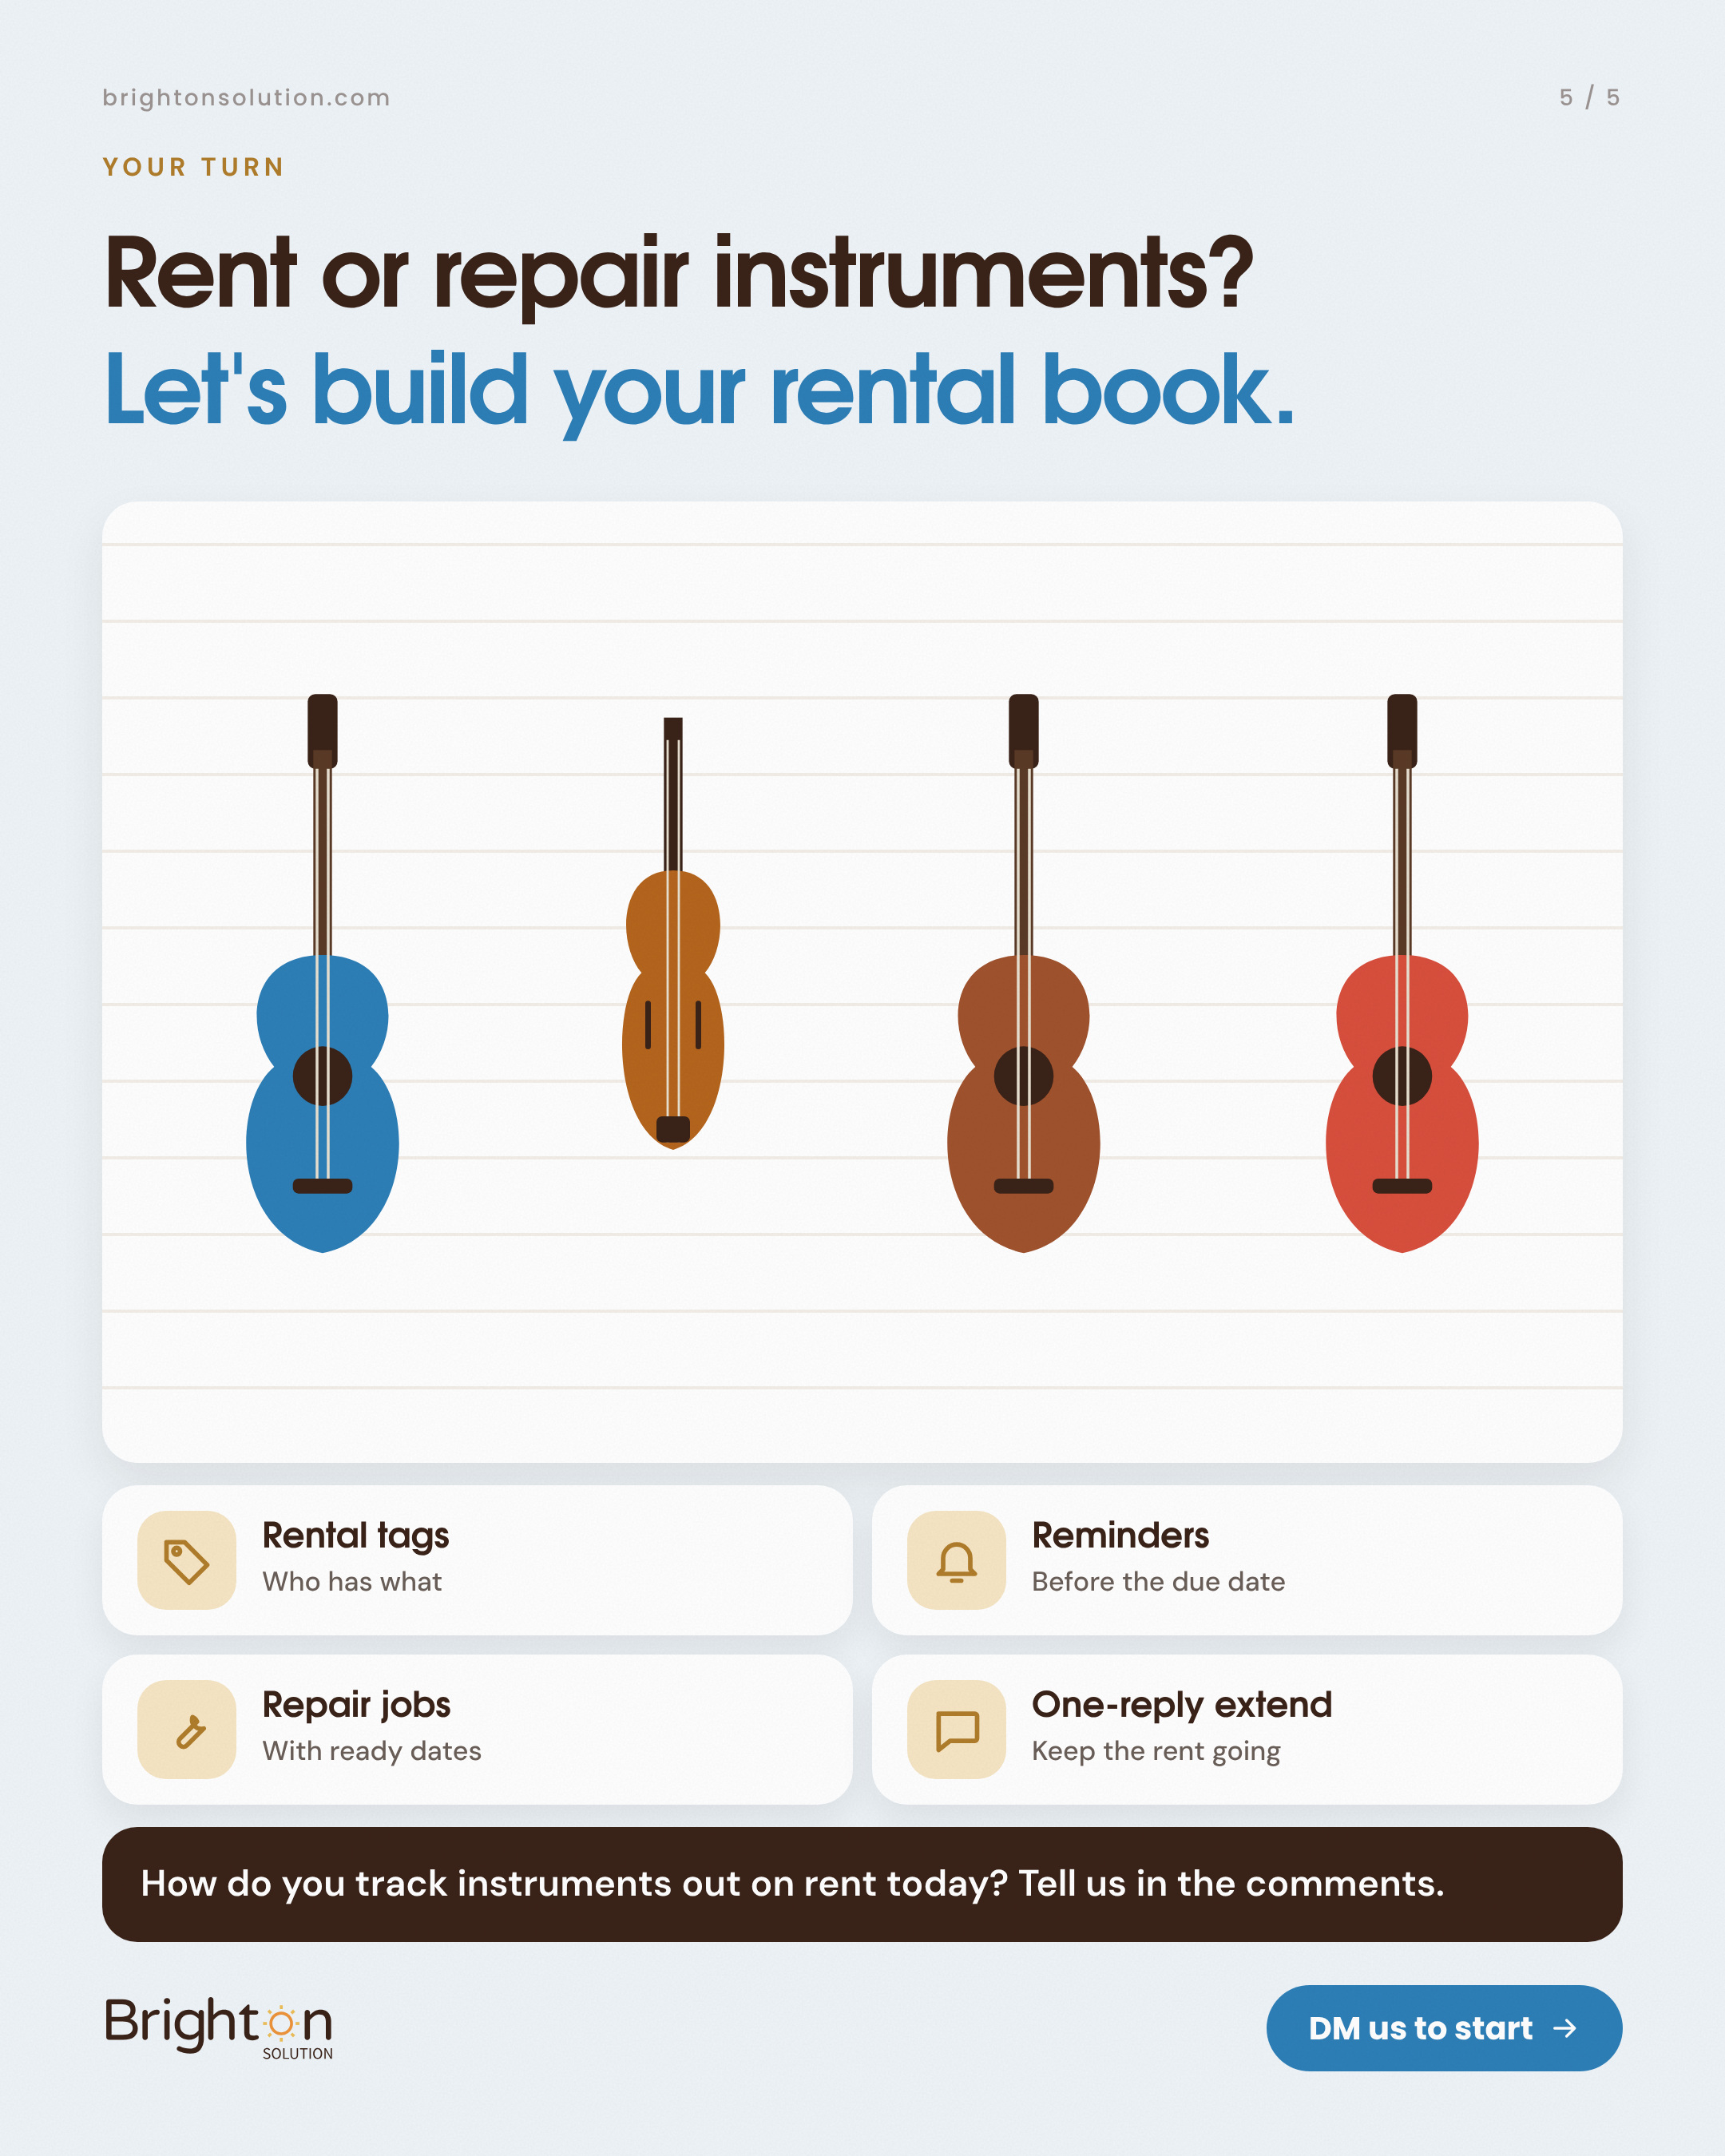 brightonsolution.com
5 / 5
YOUR TURN
Rent or repair instruments?
Let's build your rental book.
Rental tags
Who has what
Reminders
Before the due date
Repair jobs
With ready dates
One-reply extend
Keep the rent going
How do you track instruments out on rent today? Tell us in the comments.
Brighton
SOLUTION
DM us to start →